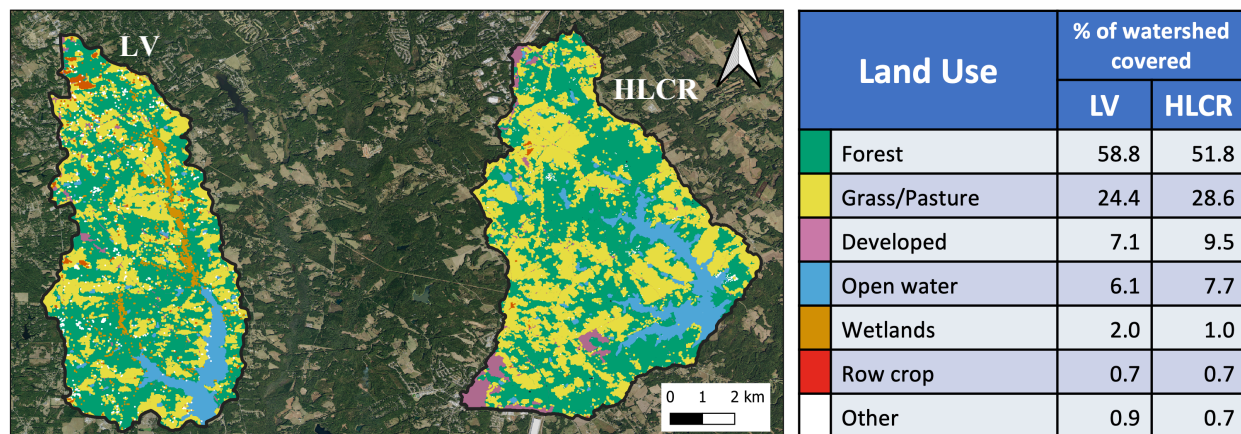 LV
HLCR
0 1 2 km
Land Use
% of watershed
covered
LV HLCR
Forest 58.8 51.8
Grass/Pasture 24.4 28.6
Developed 7.1 9.5
Open water 6.1 7.7
Wetlands 2.0 1.0
Row crop 0.7 0.7
Other 0.9 0.7